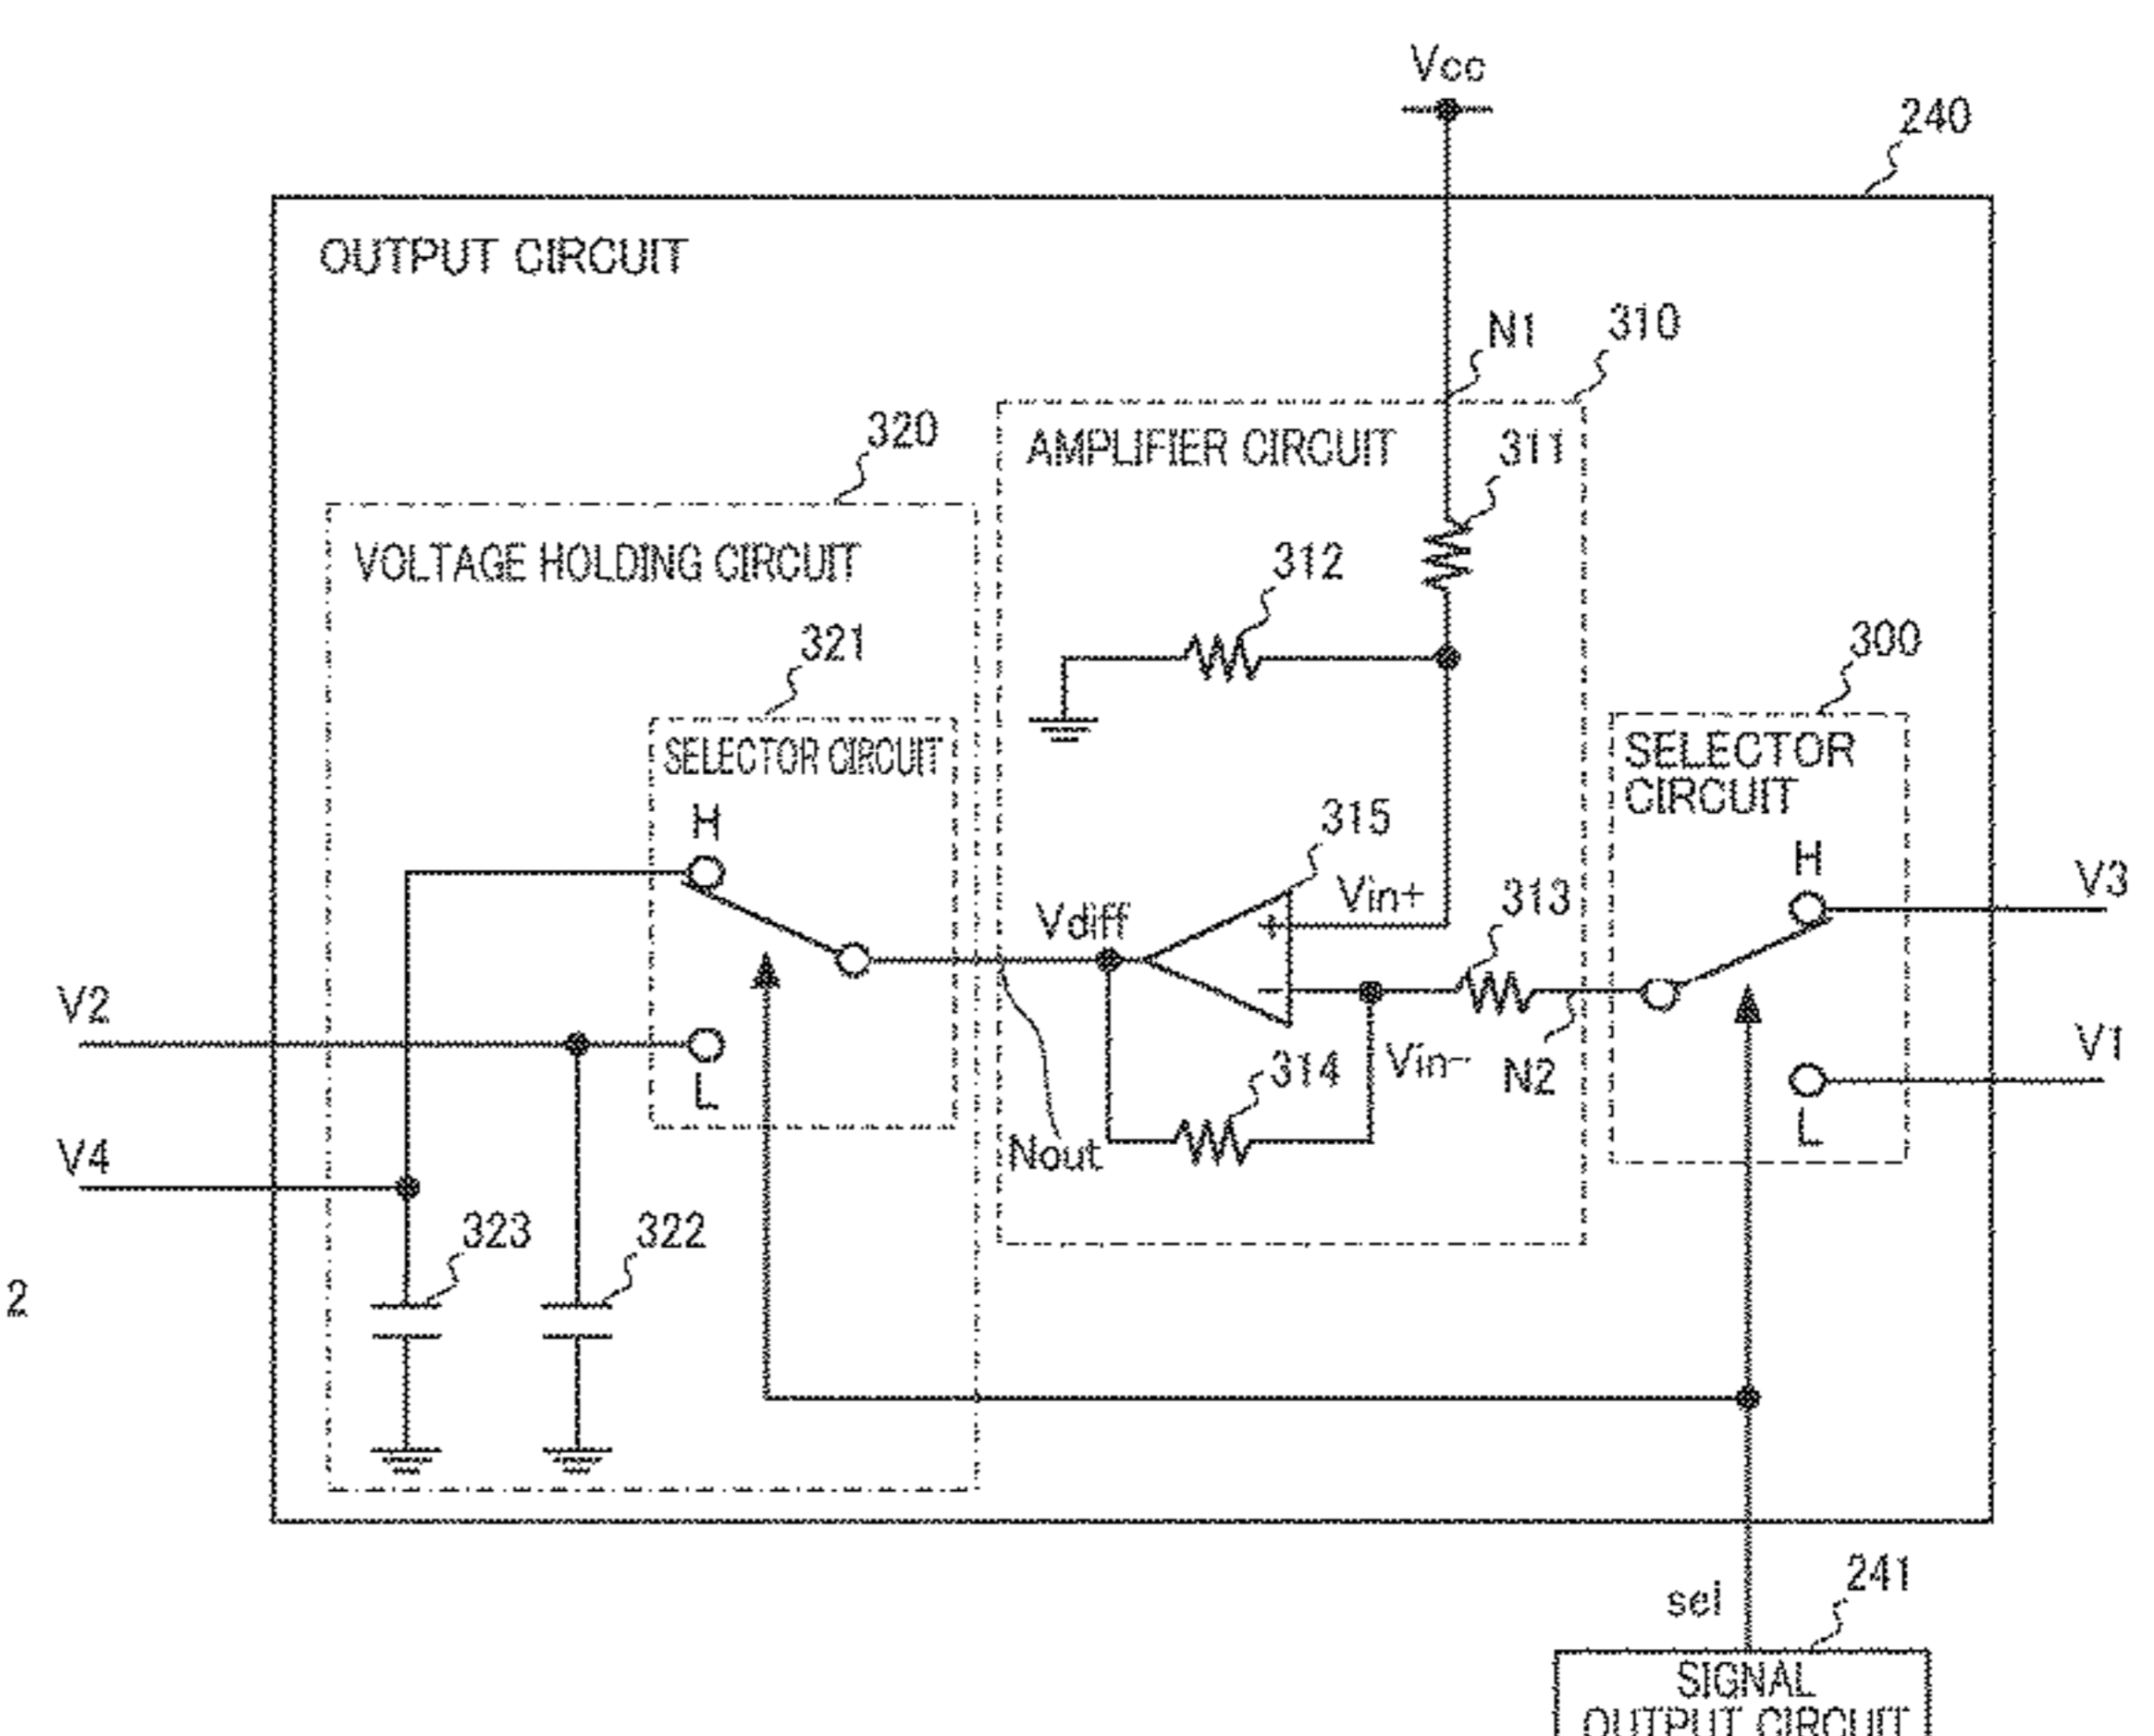 Vcc
240
OUTPUT CIRCUIT
N1
310
320
AMPLIFIER CIRCUIT
311
VOLTAGE HOLDING CIRCUIT
312
321
300
SELECTOR CIRCUIT
SELECTOR
CIRCUIT
H
315
H
Vin+
313
V3
Vdiff
+
V2
−
L
314
Vin−
N2
V1
V4
Nout
L
323
322
2
sel
241
SIGNAL
OUTPUT CIRCUIT